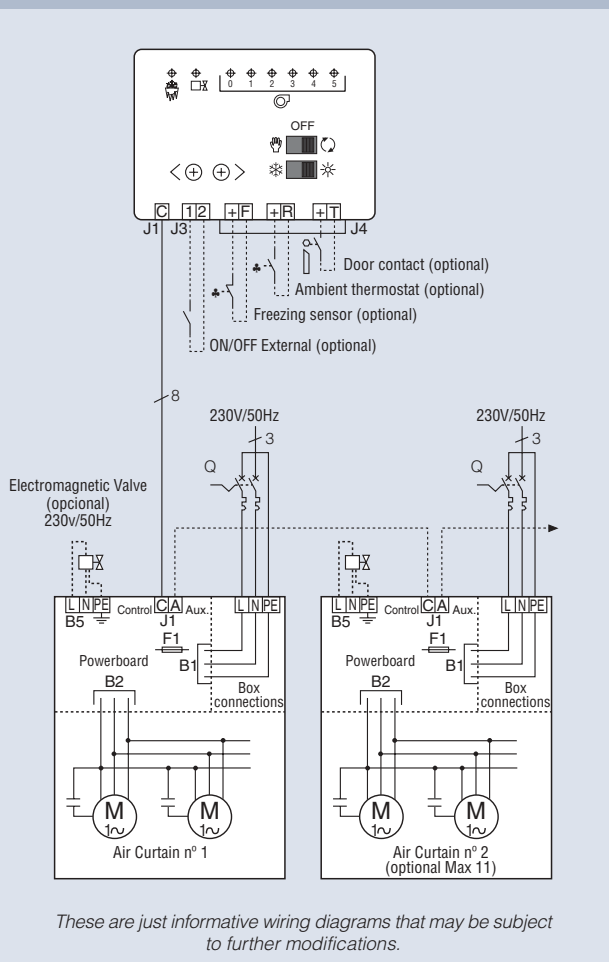 0 1 2 3 4 5
OFF
C 1 2 + F + R + T
J1 J3 J4
Door contact (optional)
Ambient thermostat (optional)
Freezing sensor (optional)
ON/OFF External (optional)
8
230V/50Hz
3
Q
230V/50Hz
3
Q
Electromagnetic Valve
(opcional)
230v/50Hz
L N PE
B5
Control C A Aux.
J1
L N PE
F1
Powerboard
B1
B2
Box
connections
M
1~
M
1~
Air Curtain nº 1
L N PE
B5
Control C A Aux.
J1
L N PE
F1
Powerboard
B1
B2
Box
connections
M
1~
M
1~
Air Curtain nº 2
(optional Max 11)
These are just informative wiring diagrams that may be subject
to further modifications.